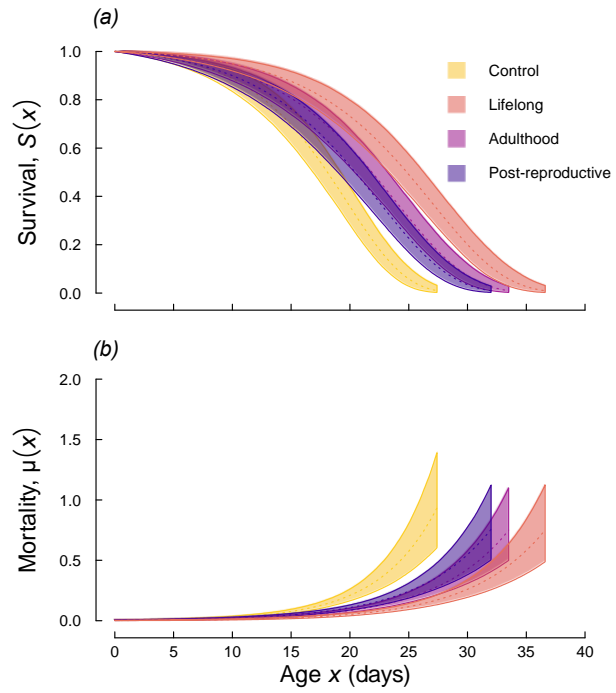 (a)
1.0
0.8
0.6
0.4
0.2
0.0
Survival, S(x)
Control
Lifelong
Adulthood
Post-reproductive
(b)
2.0
1.5
1.0
0.5
0.0
Mortality, μ(x)
0 5 10 15 20 25 30 35 40
Age x (days)